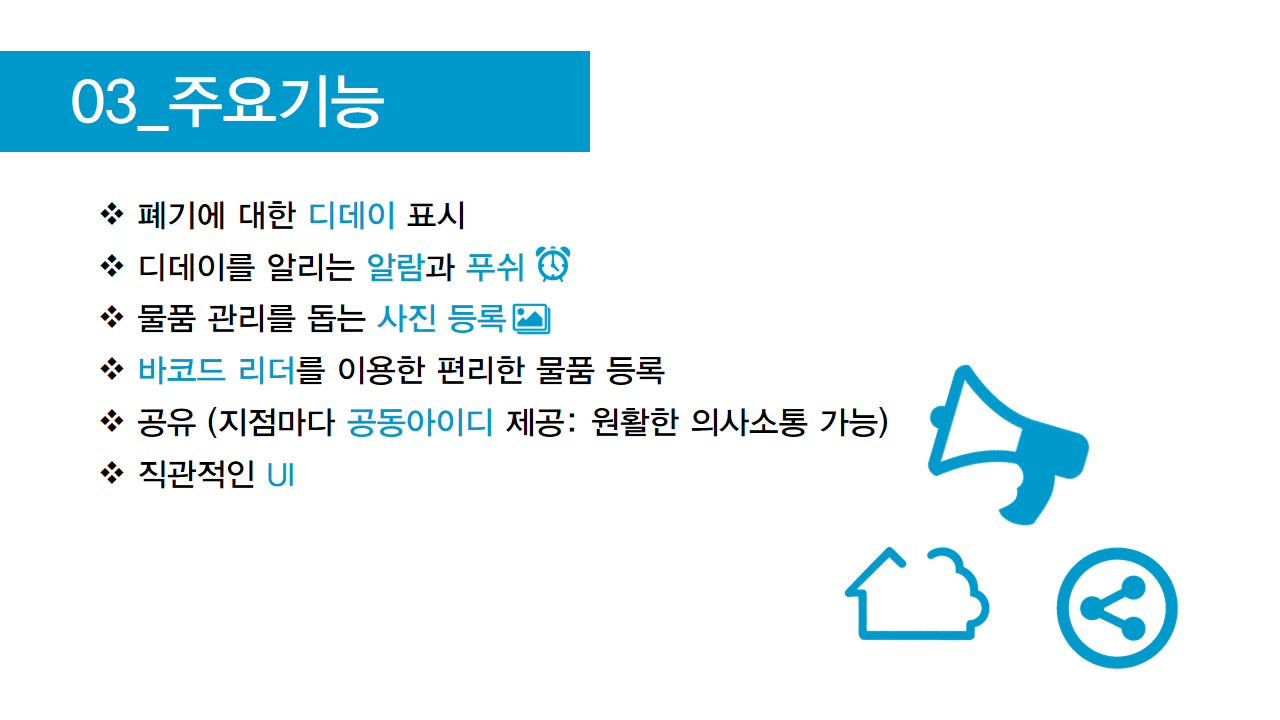 03_주요기능
❖ 폐기에 대한 디데이 표시
❖ 디데이를 알리는 알람과 푸쉬
❖ 물품 관리를 돕는 사진 등록
❖ 바코드 리더를 이용한 편리한 물품 등록
❖ 공유 (지점마다 공동아이디 제공: 원활한 의사소통 가능)
❖ 직관적인 UI